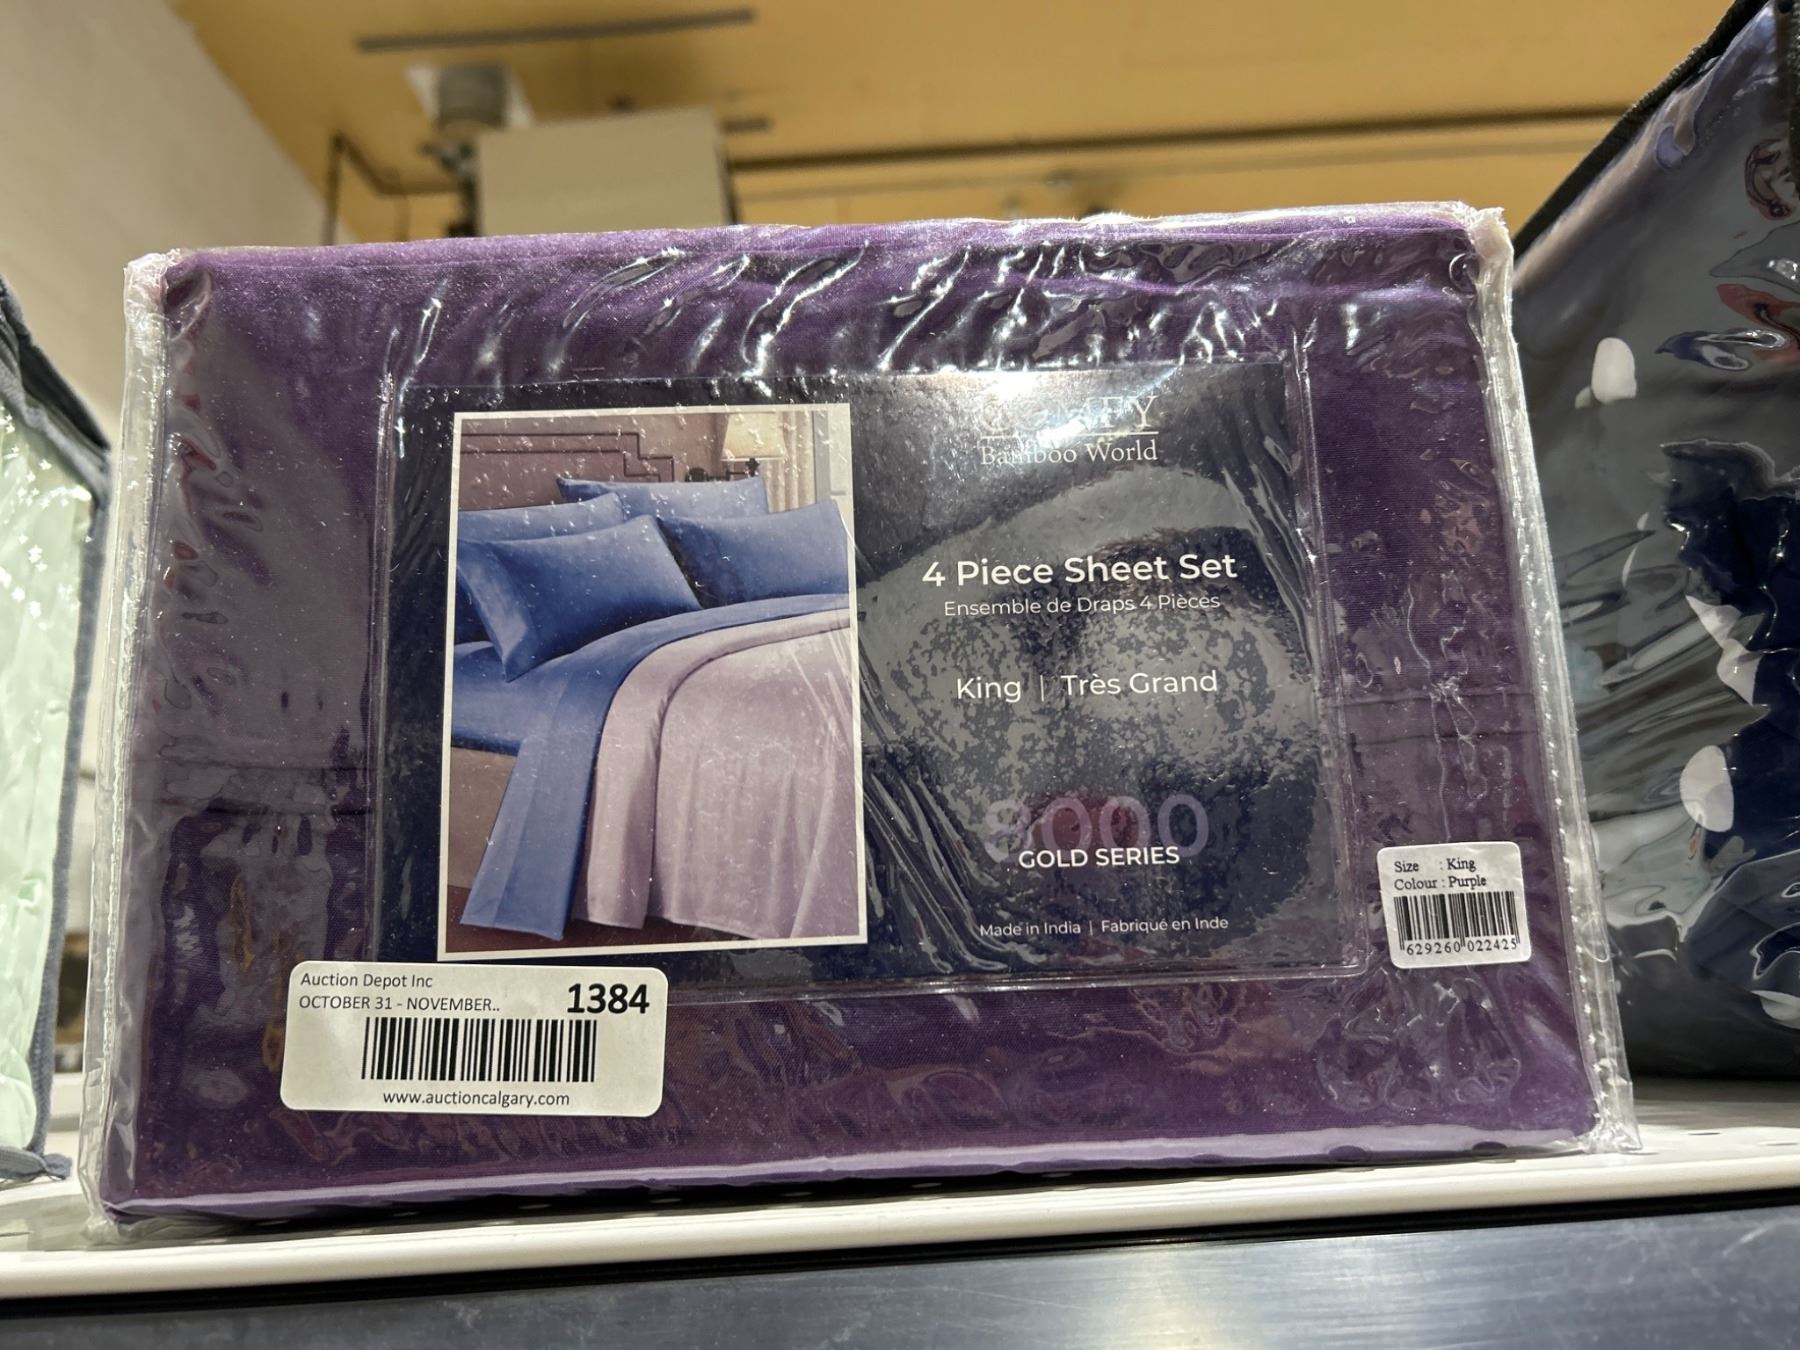 COMFY
Bamboo World
4 Piece Sheet Set
Ensemble de Draps 4 Pièces
King | Très Grand
8000
GOLD SERIES
Made in India | Fabriqué en Inde
Size : King
Colour : Purple
629260 022425
Auction Depot Inc
OCTOBER 31 - NOVEMBER..
1384
www.auctioncalgary.com